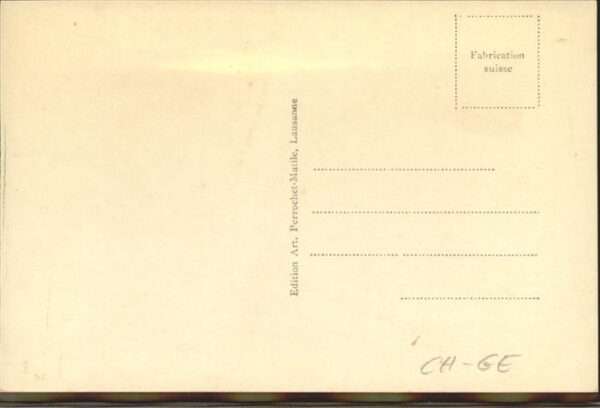 Fabrication
suisse
Edition Art. Perrochet-Matile, Lausanne
CH-GE